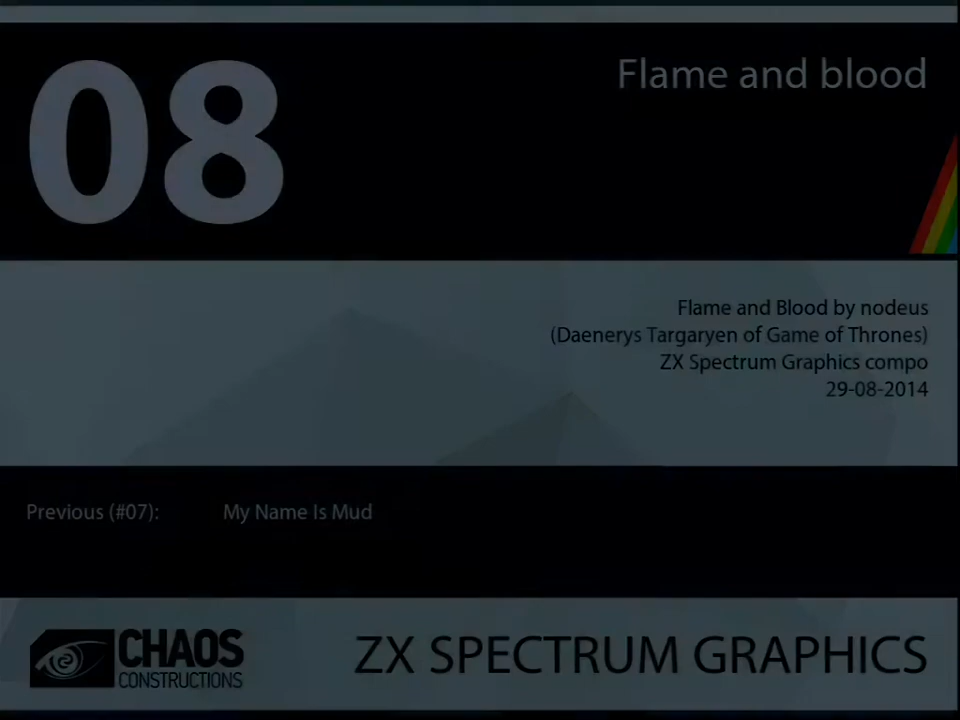 08
Flame and blood
Flame and Blood by nodeus
(Daenerys Targaryen of Game of Thrones)
ZX Spectrum Graphics compo
29-08-2014
Previous (#07): My Name Is Mud
CHAOS
CONSTRUCTIONS
ZX SPECTRUM GRAPHICS